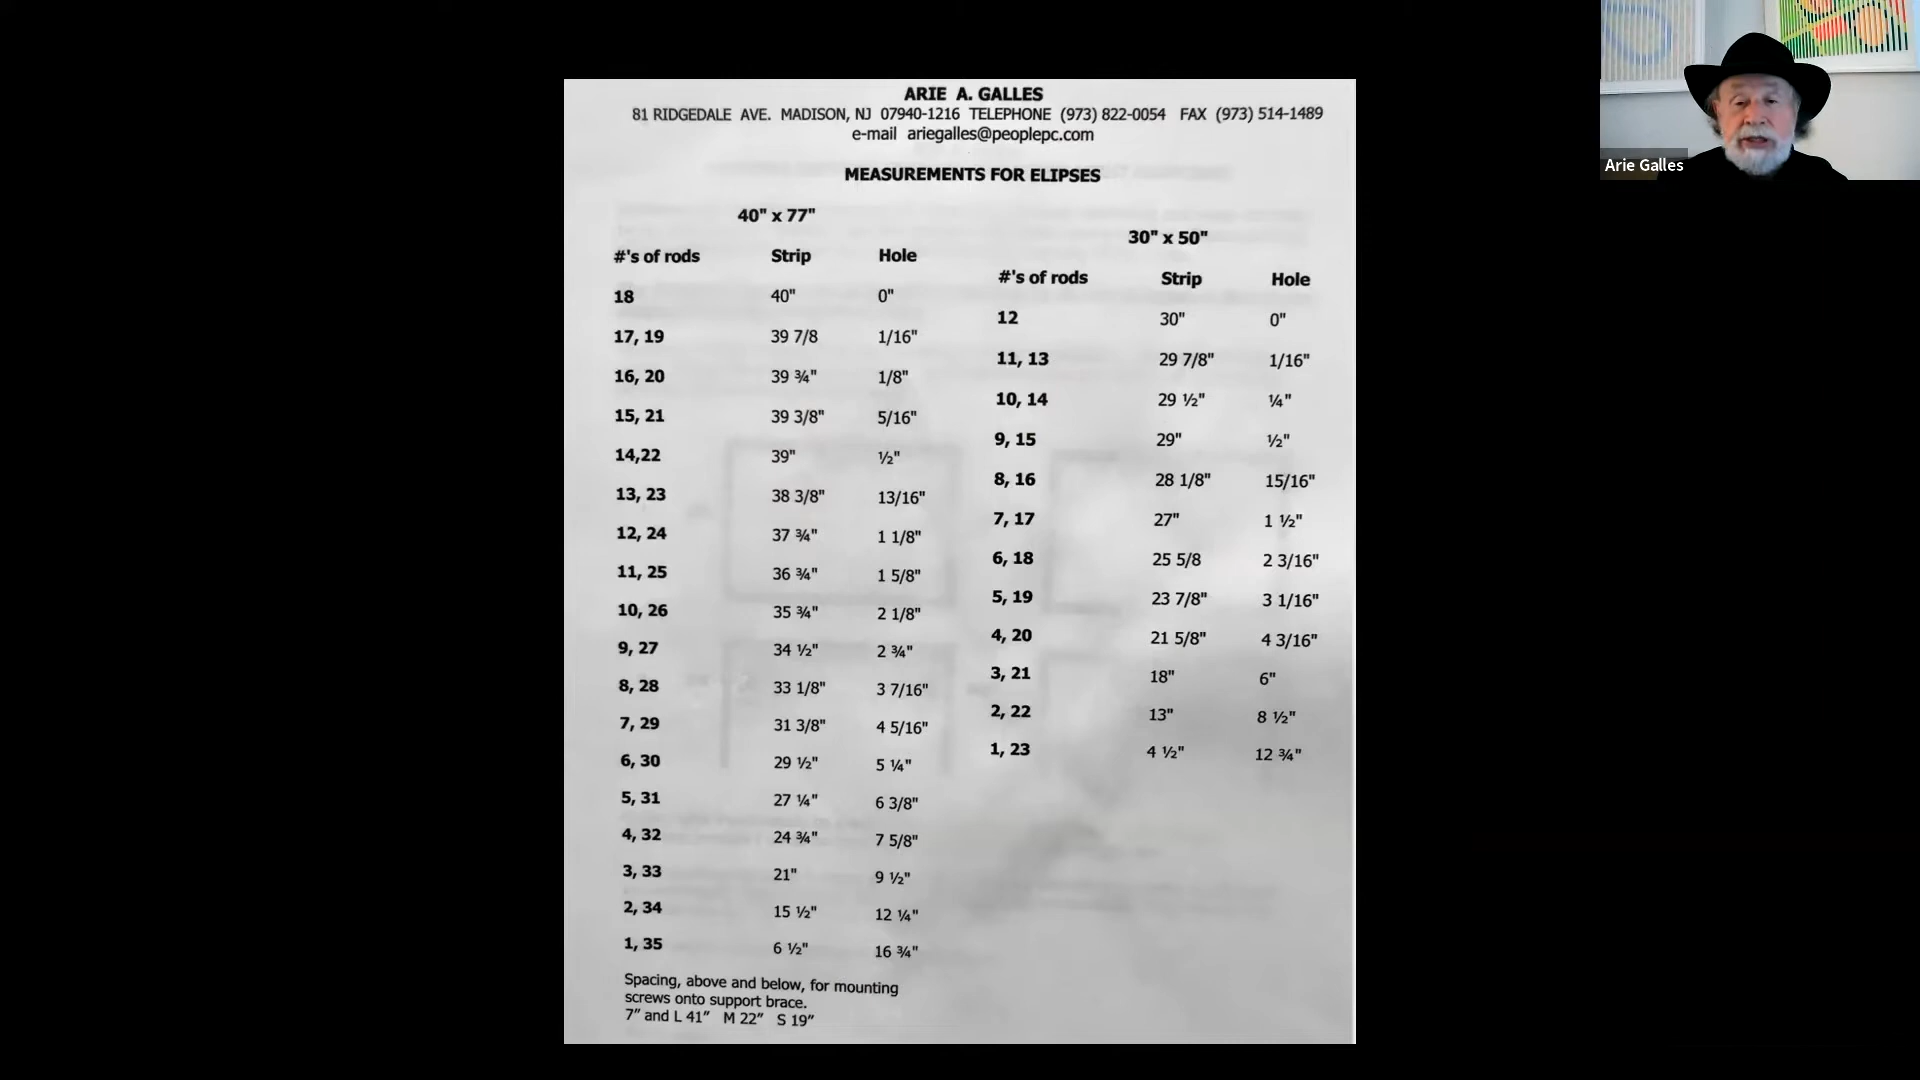 ARIE A. GALLES
81 RIDGEDALE AVE. MADISON, NJ 07940-1216 TELEPHONE (973) 822-0054 FAX (973) 514-1489
e-mail ariegalles@peoplepc.com
MEASUREMENTS FOR ELIPSES
40" x 77"
#'s of rods Strip Hole
18 40" 0"
17, 19 39 7/8 1/16"
16, 20 39 ¾" 1/8"
15, 21 39 3/8" 5/16"
14,22 39" ½"
13, 23 38 3/8" 13/16"
12, 24 37 ¾" 1 1/8"
11, 25 36 ¾" 1 5/8"
10, 26 35 ¾" 2 1/8"
9, 27 34 ½" 2 ¾"
8, 28 33 1/8" 3 7/16"
7, 29 31 3/8" 4 5/16"
6, 30 29 ½" 5 ¼"
5, 31 27 ¼" 6 3/8"
4, 32 24 ¾" 7 5/8"
3, 33 21" 9 ½"
2, 34 15 ½" 12 ¼"
1, 35 6 ½" 16 ¾"
Spacing, above and below, for mounting
screws onto support brace.
7" and L 41" M 22" S 19"
30" x 50"
#'s of rods Strip Hole
12 30" 0"
11, 13 29 7/8" 1/16"
10, 14 29 ½" ¼"
9, 15 29" ½"
8, 16 28 1/8" 15/16"
7, 17 27" 1 ½"
6, 18 25 5/8 2 3/16"
5, 19 23 7/8" 3 1/16"
4, 20 21 5/8" 4 3/16"
3, 21 18" 6"
2, 22 13" 8 ½"
1, 23 4 ½" 12 ¾"
Arie Galles